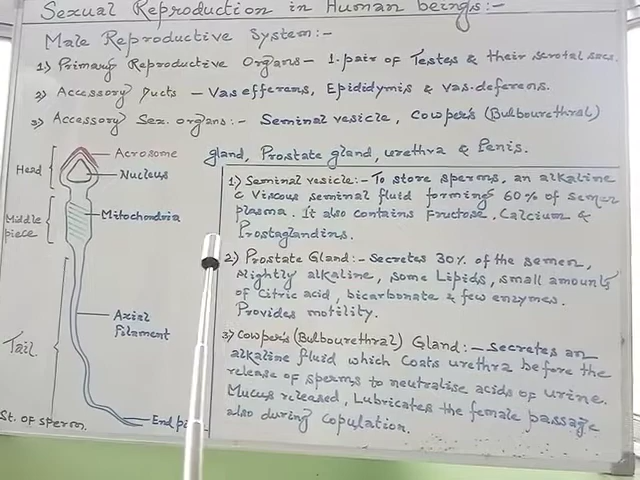 Sexual Reproduction in Human beings:-
Male Reproductive System:-
1) Primary Reproductive Organs- 1. pair of Testes & their scrotal sacs.
2) Accessory Ducts - Vas efferens, Epididymis & vas-deferens.
3) Accessory Sex. organs:- Seminal vesicle, Cowper's (Bulbourethral)
gland, Prostate gland, urethra & Penis.
Head
Acrosome
Nucleus
Middle piece
Mitochondria
Axial Filament
Tail
End
St. of sperm.
1) Seminal vesicle:- To store sperms, an alkaline
& Viscous seminal fluid forming 60% of semen
plasma. It also contains Fructose, Calcium &
Prostaglandins.
2) Prostate Gland:- Secretes 30% of the semen,
slightly alkaline, some Lipids, small amounts
of Citric acid, bicarbonate & few enzymes.
Provides motility.
3) Cowper's (Bulbourethral) Gland:- Secretes an
alkaline fluid which Coats urethra before the
release of sperms to neutralise acids of urine.
Mucus released, Lubricates the female passage
also during copulation.